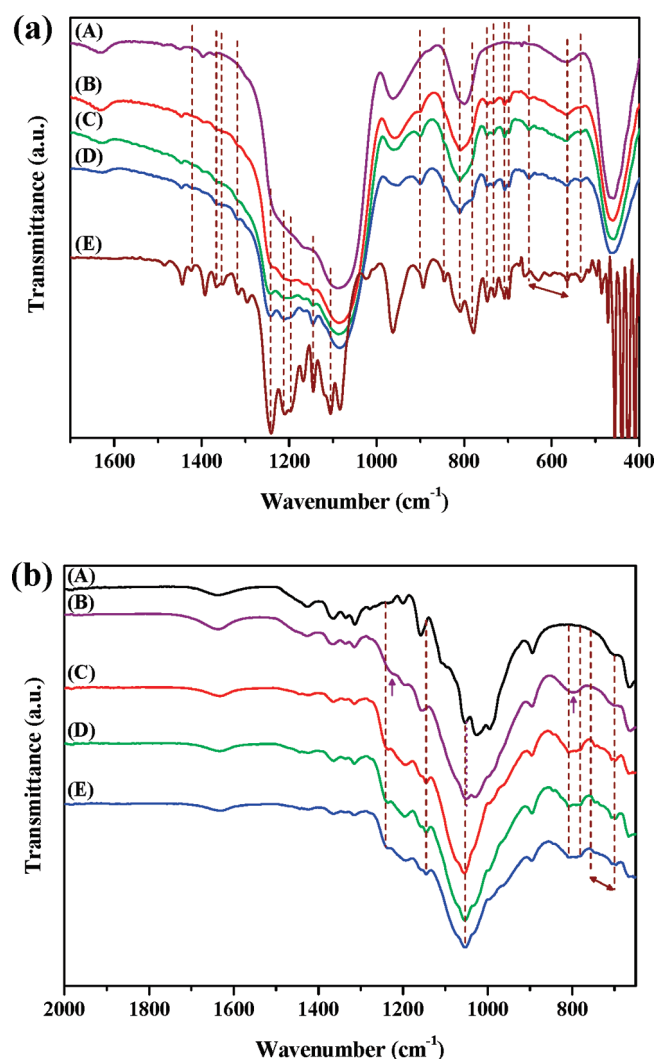 (a)
(A)
(B)
(C)
(D)
(E)
Transmittance (a.u.)
1600 1400 1200 1000 800 600 400
Wavenumber (cm⁻¹)
(b)
(A)
(B)
(C)
(D)
(E)
Transmittance (a.u.)
2000 1800 1600 1400 1200 1000 800
Wavenumber (cm⁻¹)